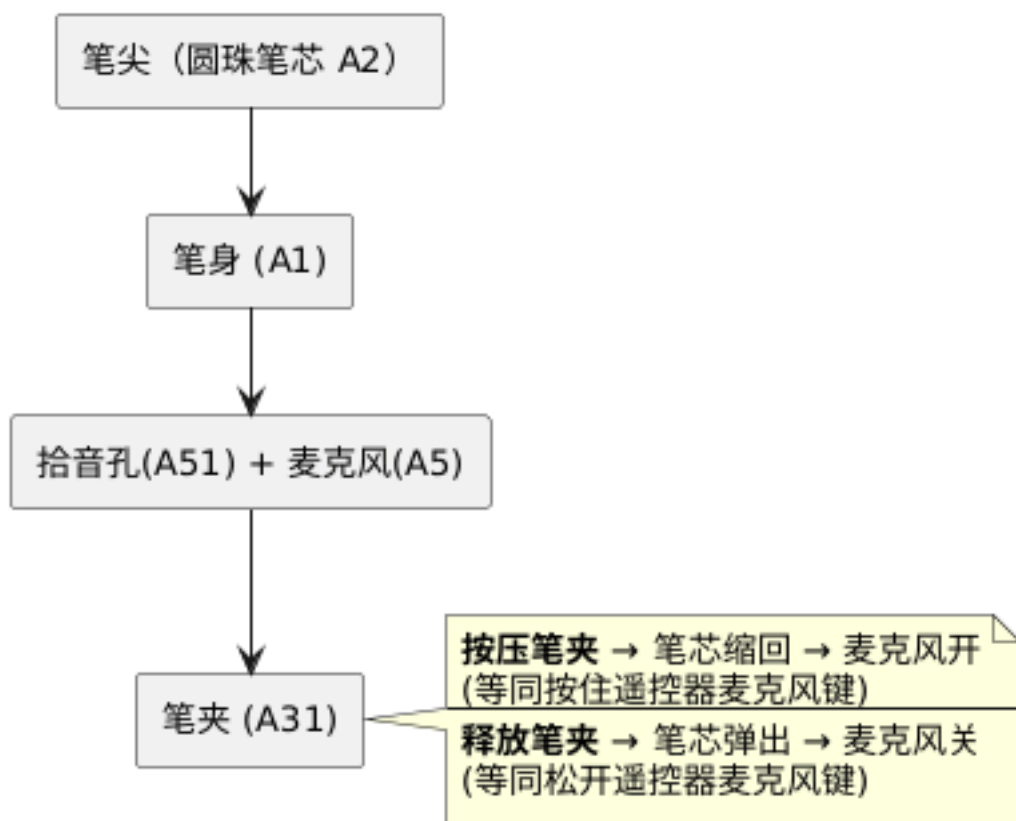 笔尖（圆珠笔芯 A2）
笔身 (A1)
拾音孔(A51) + 麦克风(A5)
按压笔夹 → 笔芯缩回 → 麦克风开
(等同按住遥控器麦克风键)
笔夹 (A31)
释放笔夹 → 笔芯弹出 → 麦克风关
(等同松开遥控器麦克风键)